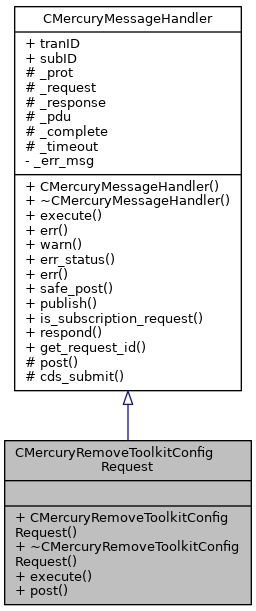 CMercuryMessageHandler
+ tranID
+ subID
# _prot
# _request
# _response
# _pdu
# _complete
# _timeout
- _err_msg
+ CMercuryMessageHandler()
+ ~CMercuryMessageHandler()
+ execute()
+ err()
+ warn()
+ err_status()
+ err()
+ safe_post()
+ publish()
+ is_subscription_request()
+ respond()
+ get_request_id()
# post()
# cds_submit()
CMercuryRemoveToolkitConfig
Request
+ CMercuryRemoveToolkitConfig
Request()
+ ~CMercuryRemoveToolkitConfig
Request()
+ execute()
+ post()